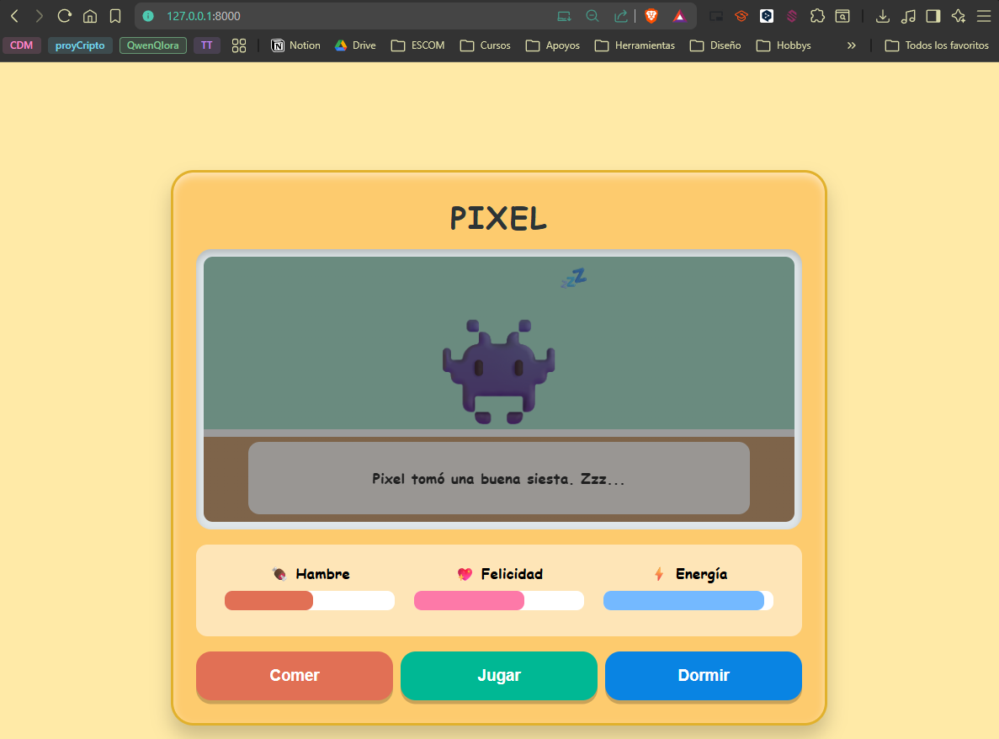 127.0.0.1:8000
CDM proyCripto QwenQlora TT Notion Drive ESCOM Cursos Apoyos Herramientas Diseño Hobbys » Todos los favoritos
PIXEL
💤
Pixel tomó una buena siesta. Zzz...
Hambre Felicidad Energía
Comer Jugar Dormir